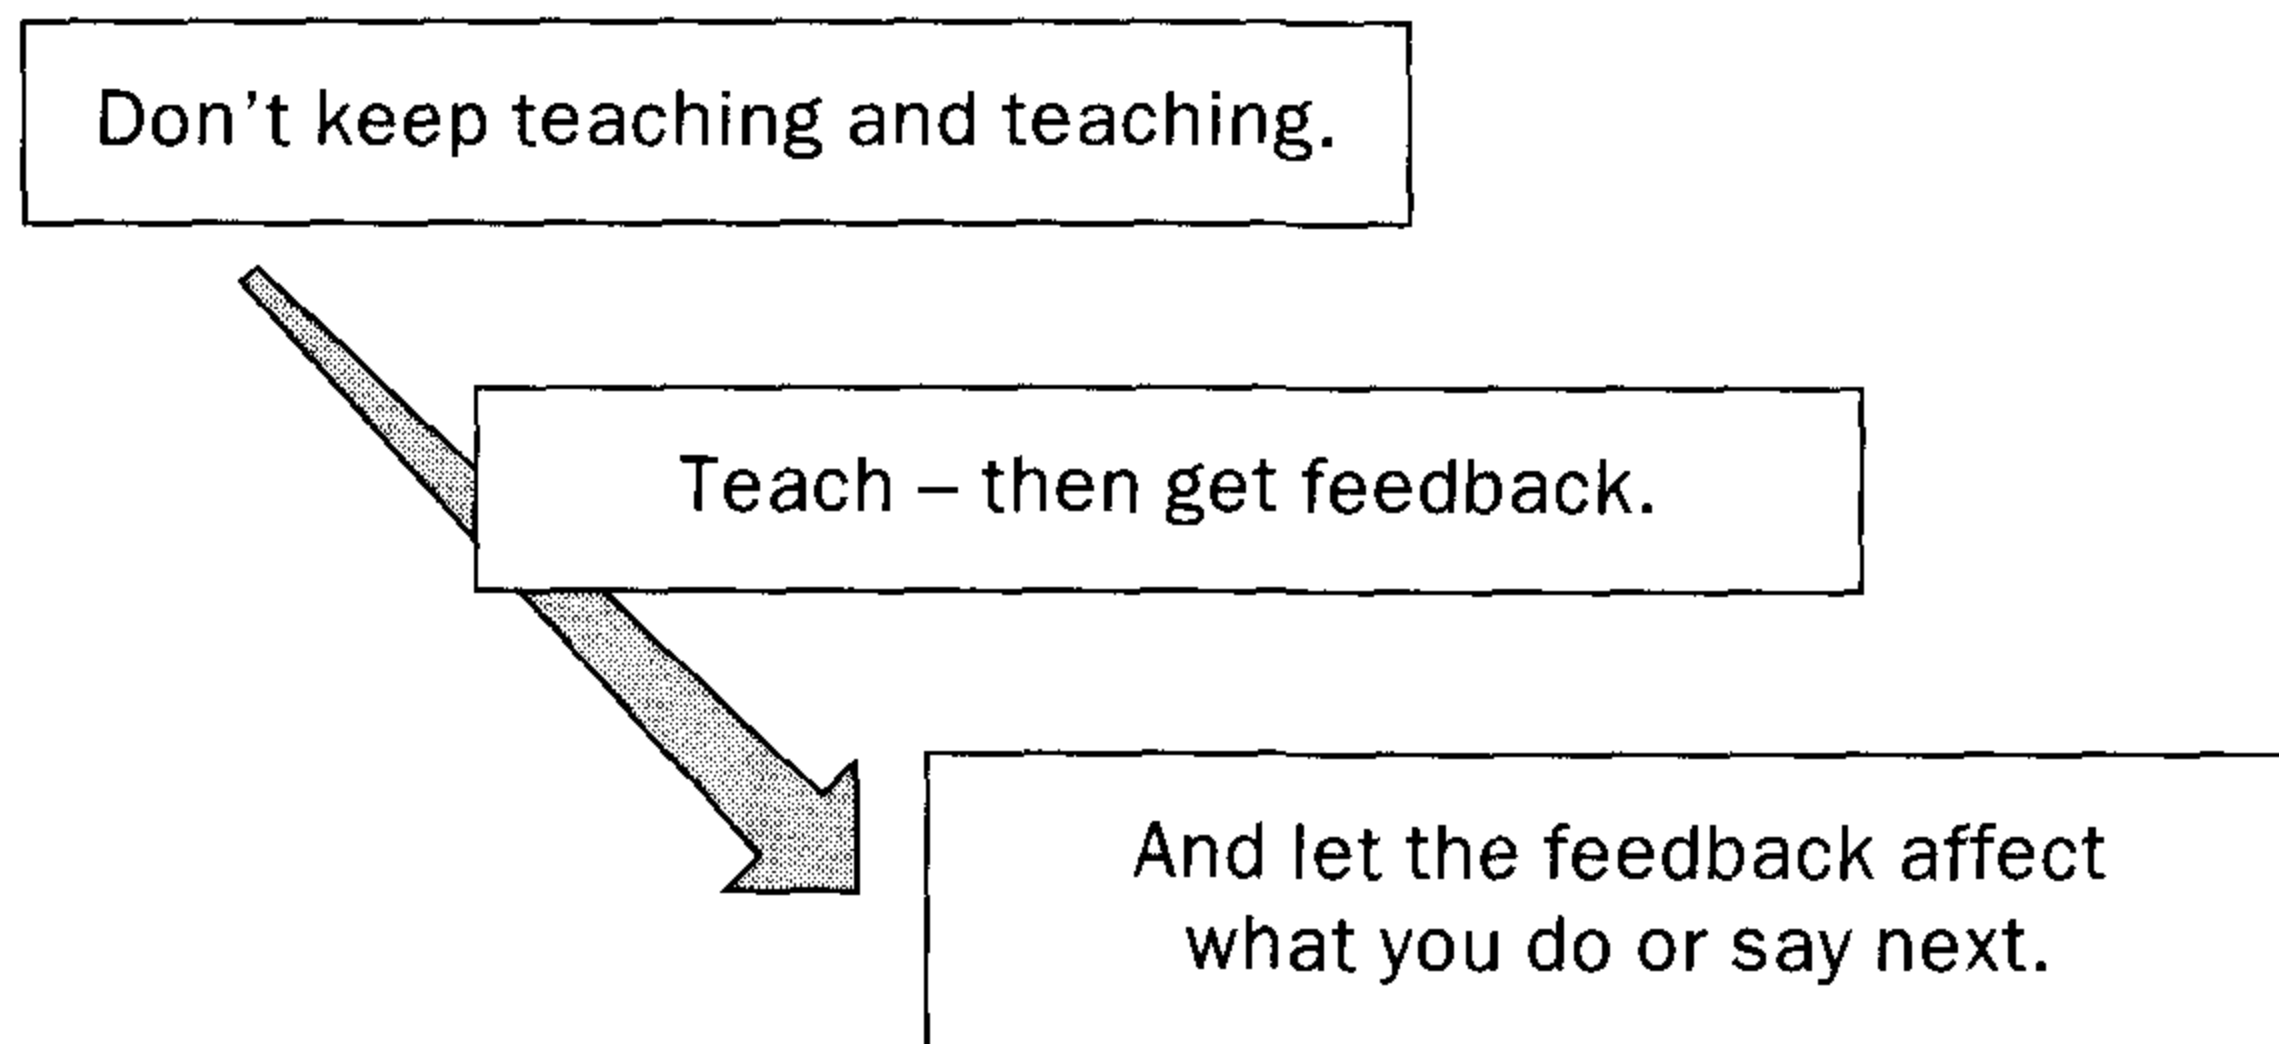 Don't keep teaching and teaching.
Teach – then get feedback.
And let the feedback affect
what you do or say next.